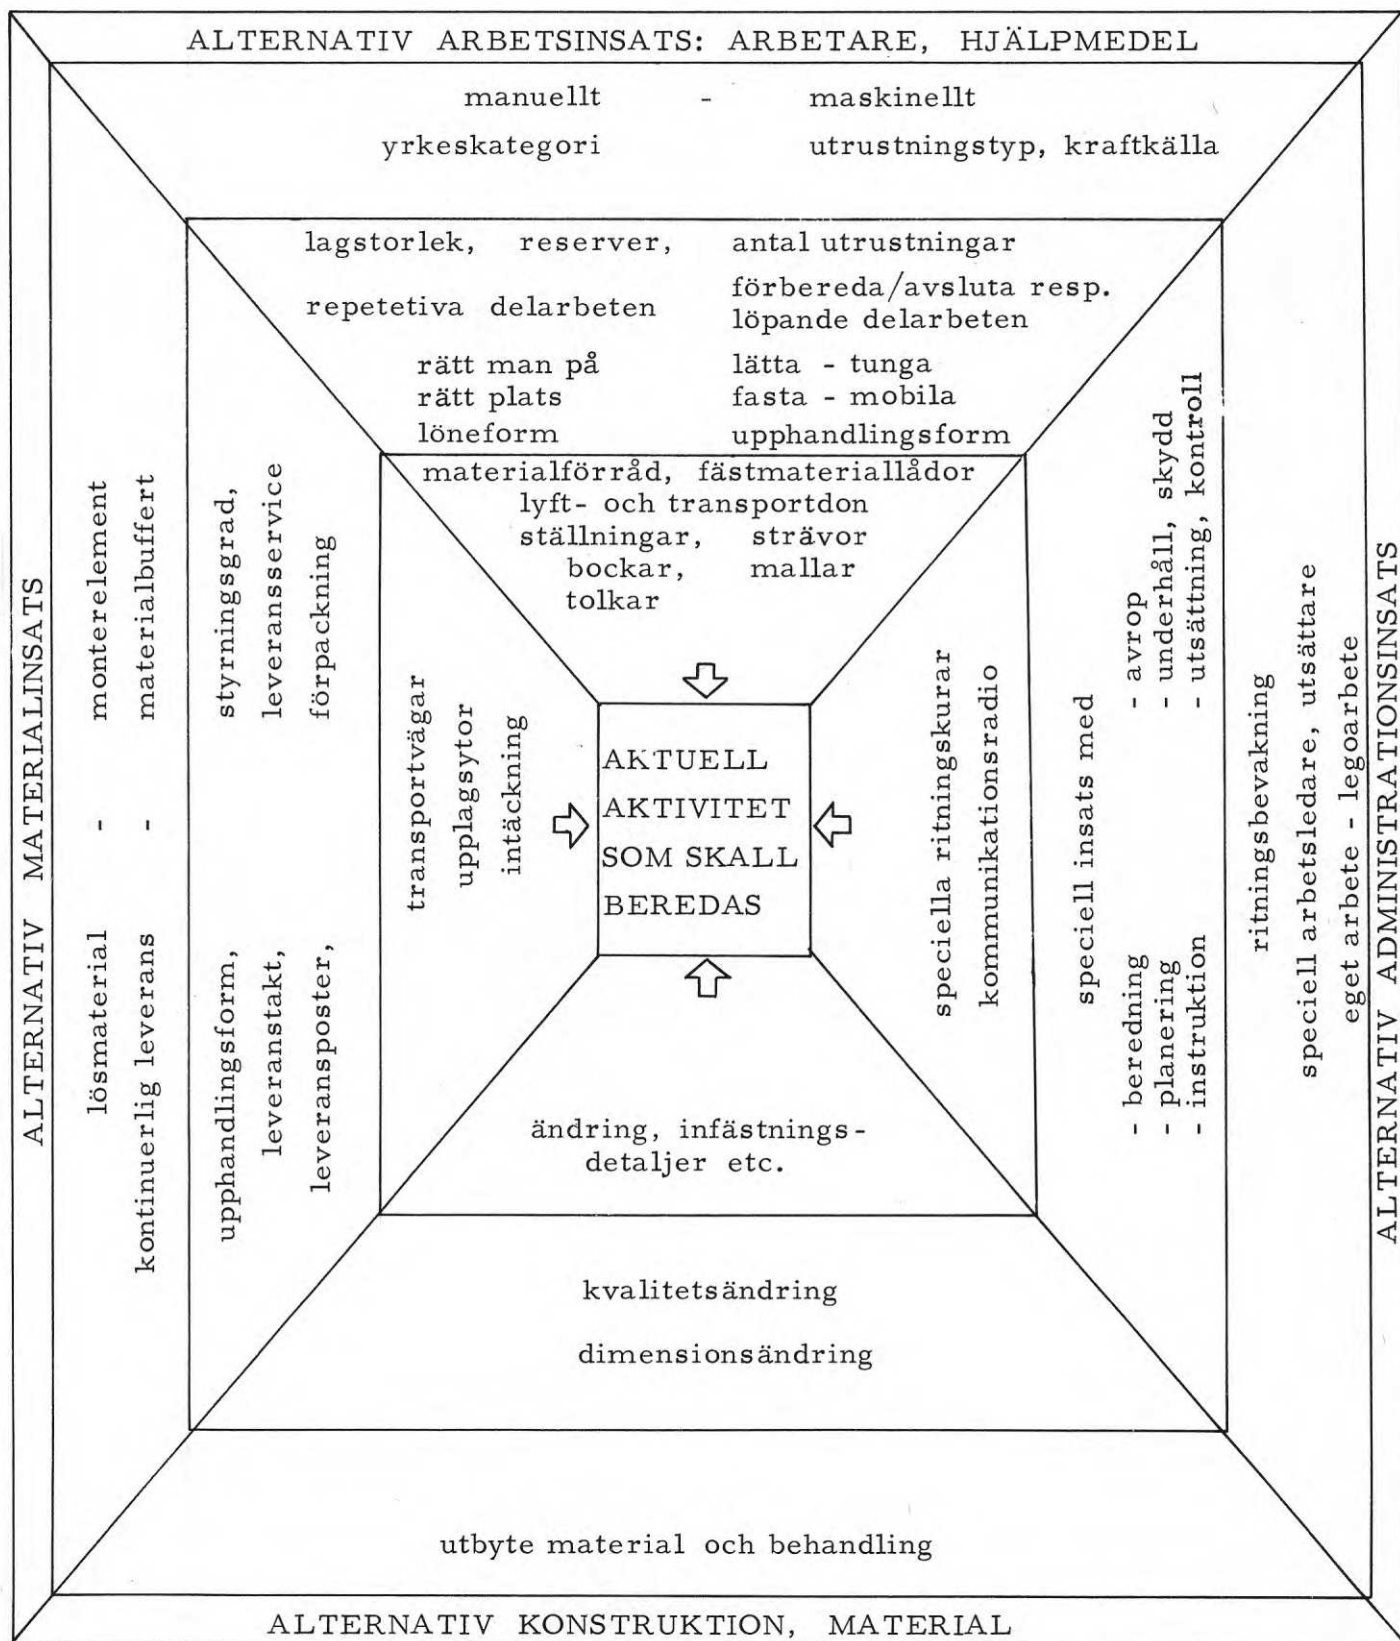 ALTERNATIV ARBETSINSATS: ARBETARE, HJÄLPMEDEL
manuellt - maskinellt
yrkeskategori utrustningstyp, kraftkälla
lagstorlek, reserver, antal utrustningar
repetetiva delarbeten förbereda/avsluta resp.
löpande delarbeten
rätt man på lätta - tunga
rätt plats fasta - mobila
löneform upphandlingsform
materialförråd, fästmateriallådor
lyft- och transportdon
ställningar, strävor
bockar, mallar
tolkar
ALTERNATIV MATERIALINSATS
lösmaterial - monterelement
kontinuerlig leverans - materialbuffert
upphandlingsform, styrningsgrad,
leveranstakt, leveransservice
leveransposter, förpackning
transportvägar
upplagsytor
intäckning
AKTUELL
AKTIVITET
SOM SKALL
BEREDAS
speciella ritningskurar
kommunikationsradio
speciell insats med
- beredning - avrop
- planering - underhåll, skydd
- instruktion - utsättning, kontroll
ritningsbevakning
speciell arbetsledare, utsättare
eget arbete - legoarbete
ALTERNATIV ADMINISTRATIONSINSATS
ändring, infästnings-
detaljer etc.
kvalitetsändring
dimensionsändring
utbyte material och behandling
ALTERNATIV KONSTRUKTION, MATERIAL